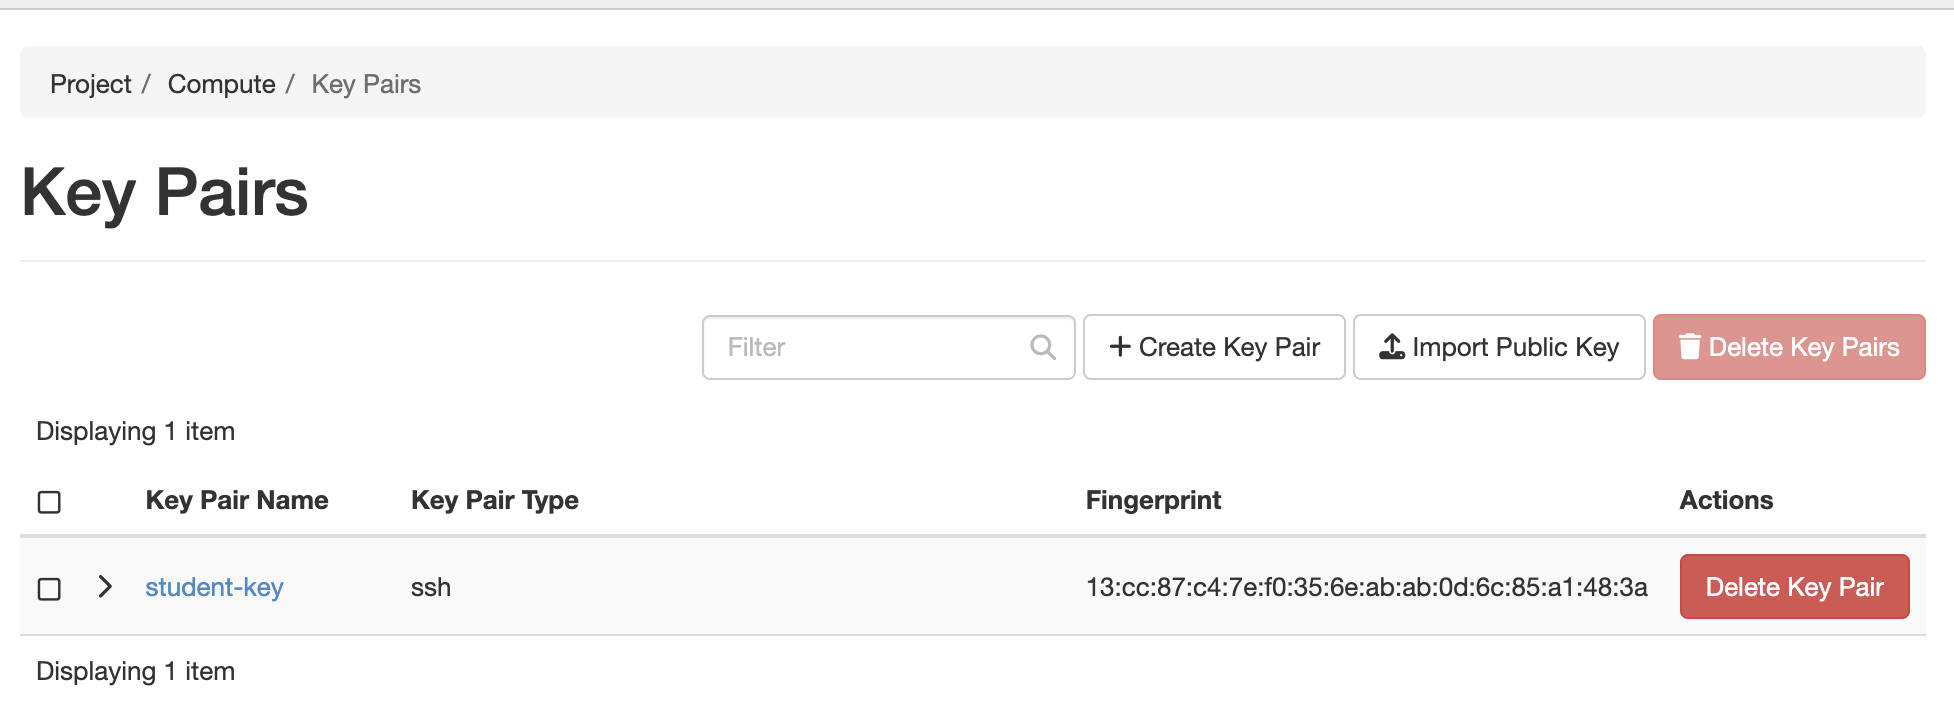 Project / Compute / Key Pairs
Key Pairs
Filter + Create Key Pair Import Public Key Delete Key Pairs
Displaying 1 item
Key Pair Name Key Pair Type Fingerprint Actions
student-key ssh 13:cc:87:c4:7e:f0:35:6e:ab:ab:0d:6c:85:a1:48:3a Delete Key Pair
Displaying 1 item